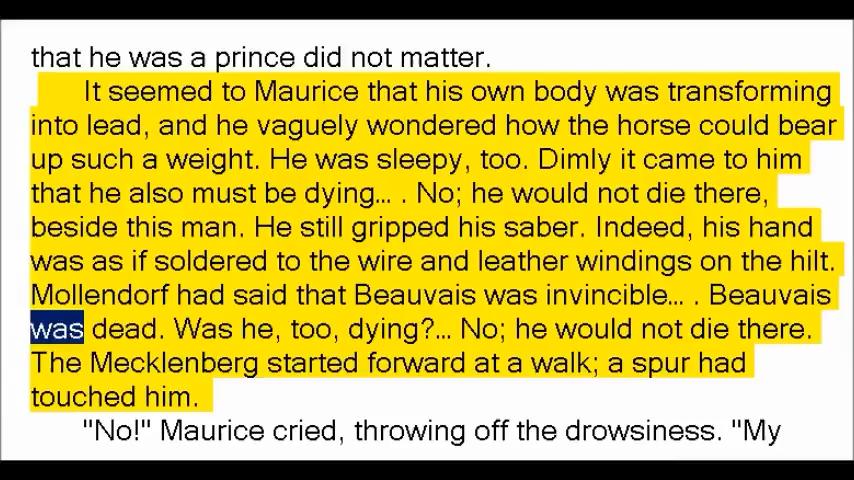 that he was a prince did not matter.
It seemed to Maurice that his own body was transforming
into lead, and he vaguely wondered how the horse could bear
up such a weight. He was sleepy, too. Dimly it came to him
that he also must be dying... . No; he would not die there,
beside this man. He still gripped his saber. Indeed, his hand
was as if soldered to the wire and leather windings on the hilt.
Mollendorf had said that Beauvais was invincible... . Beauvais
was dead. Was he, too, dying?... No; he would not die there.
The Mecklenberg started forward at a walk; a spur had
touched him.
"No!" Maurice cried, throwing off the drowsiness. "My